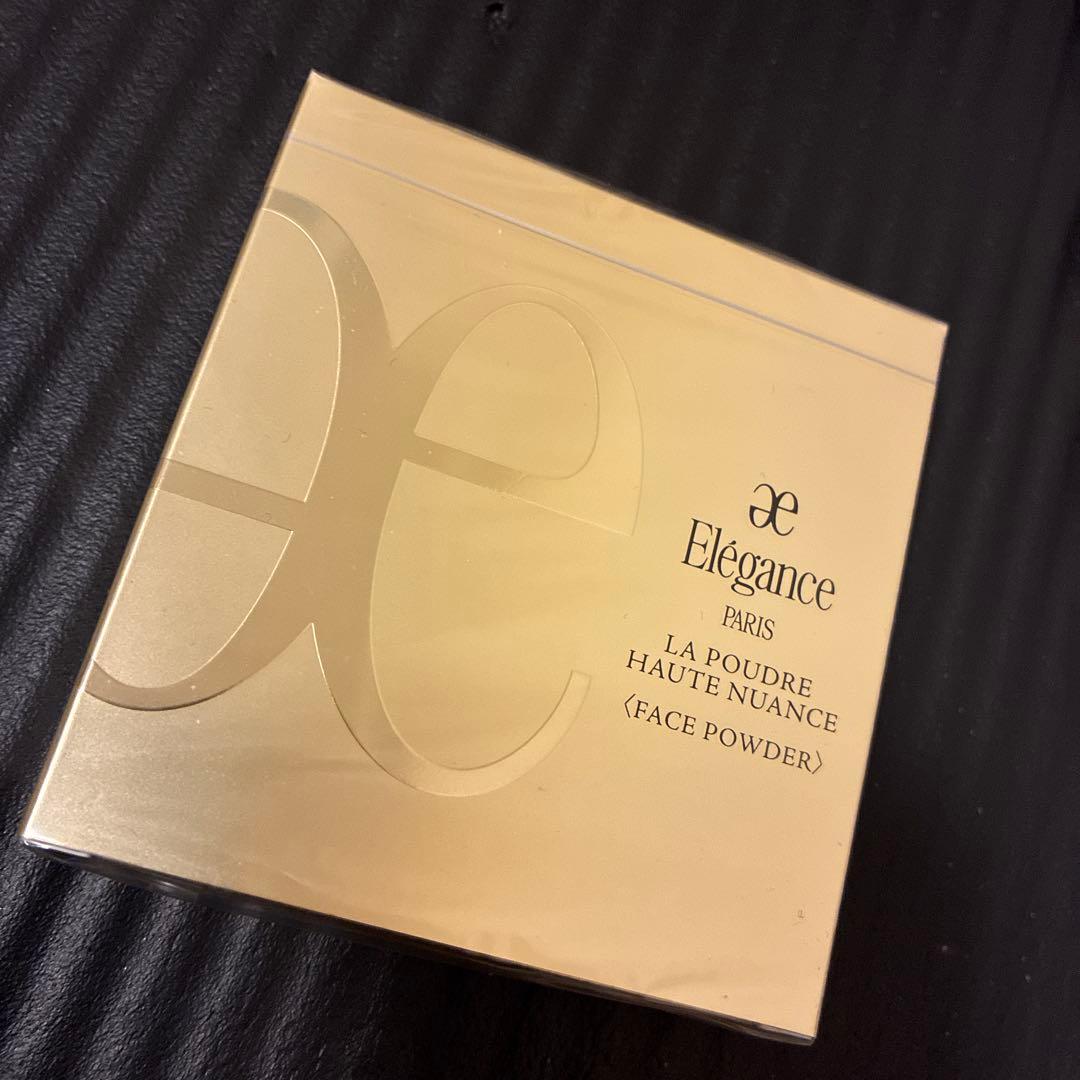 Elégance
PARIS
LA POUDRE
HAUTE NUANCE
〈FACE POWDER〉